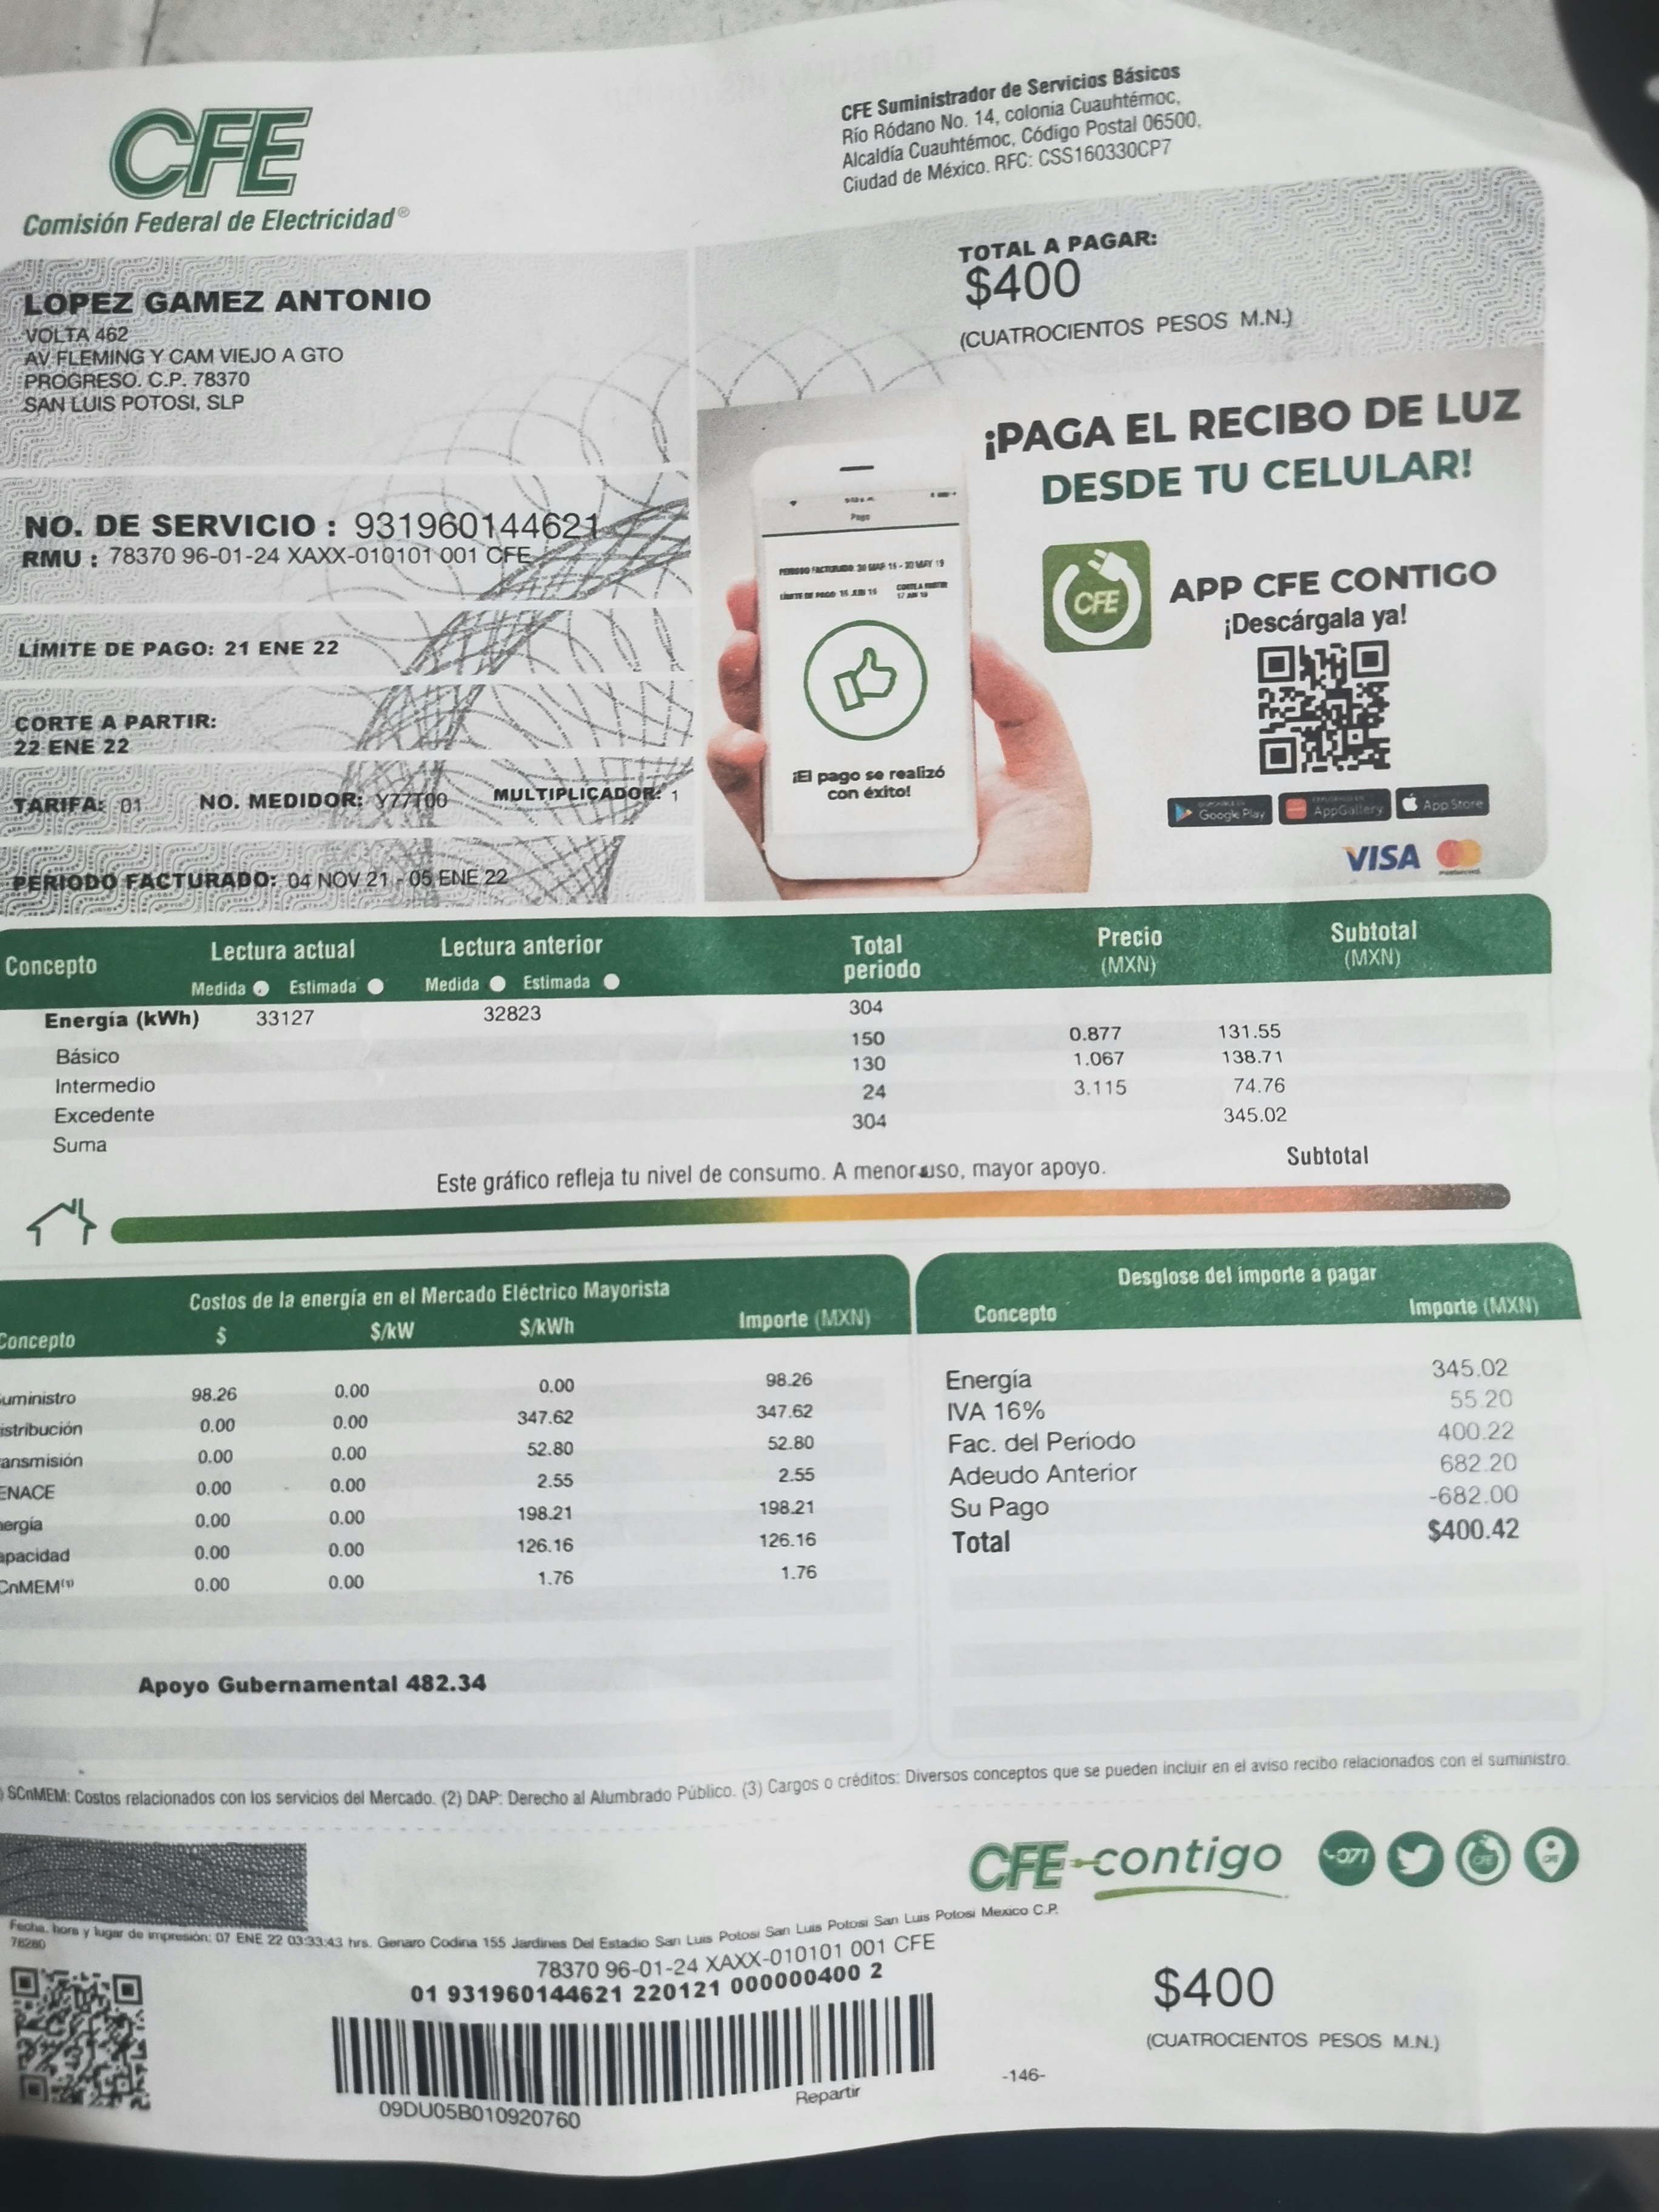 CFE
Comisión Federal de Electricidad®
CFE Suministrador de Servicios Básicos
Río Ródano No. 14, colonia Cuauhtémoc,
Alcaldía Cuauhtémoc, Código Postal 06500,
Ciudad de México. RFC: CSS160330CP7
LOPEZ GAMEZ ANTONIO
VOLTA 462
AV FLEMING Y CAM VIEJO A GTO
PROGRESO. C.P. 78370
SAN LUIS POTOSI, SLP
TOTAL A PAGAR:
$400
(CUATROCIENTOS PESOS M.N.)
NO. DE SERVICIO : 931960144621
RMU : 78370 96-01-24 XAXX-010101 001 CFE
LÍMITE DE PAGO: 21 ENE 22
CORTE A PARTIR:
22 ENE 22
TARIFA: 01 NO. MEDIDOR: Y77T00 MULTIPLICADOR: 1
PERIODO FACTURADO: 04 NOV 21 - 05 ENE 22
¡PAGA EL RECIBO DE LUZ
DESDE TU CELULAR!
Pago
PERIODO FACTURADO: 30 MAR 15 - 30 MAY 19
¡El pago se realizó
con éxito!
CFE
APP CFE CONTIGO
¡Descárgala ya!
Google Play
AppGallery
App Store
VISA
Concepto Lectura actual Lectura anterior Total periodo Precio (MXN) Subtotal (MXN)
Medida Estimada Medida Estimada
Energía (kWh) 33127 32823 304
Básico 150 0.877 131.55
Intermedio 130 1.067 138.71
Excedente 24 3.115 74.76
Suma 304 345.02
Este gráfico refleja tu nivel de consumo. A menor uso, mayor apoyo.
Subtotal
Costos de la energía en el Mercado Eléctrico Mayorista
Concepto $ $/kW $/kWh Importe (MXN)
uministro 98.26 0.00 0.00 98.26
istribución 0.00 0.00 347.62 347.62
ansmisión 0.00 0.00 52.80 52.80
ENACE 0.00 0.00 2.55 2.55
ergía 0.00 0.00 198.21 198.21
apacidad 0.00 0.00 126.16 126.16
CnMEM(1) 0.00 0.00 1.76 1.76
Apoyo Gubernamental 482.34
Desglose del importe a pagar
Concepto Importe (MXN)
Energía 345.02
IVA 16% 55.20
Fac. del Periodo 400.22
Adeudo Anterior 682.20
Su Pago -682.00
Total $400.42
) SCnMEM: Costos relacionados con los servicios del Mercado. (2) DAP: Derecho al Alumbrado Público. (3) Cargos o créditos: Diversos conceptos que se pueden incluir en el aviso recibo relacionados con el suministro.
CFE contigo
071
Fecha, hora y lugar de impresión: 07 ENE 22 03:33:43 hrs. Genaro Codina 155 Jardines Del Estadio San Luis Potosi San Luis Potosi San Luis Potosi Mexico C.P.
78280
78370 96-01-24 XAXX-010101 001 CFE
01 931960144621 220121 000000400 2
09DU05B010920760
Repartir
-146-
$400
(CUATROCIENTOS PESOS M.N.)